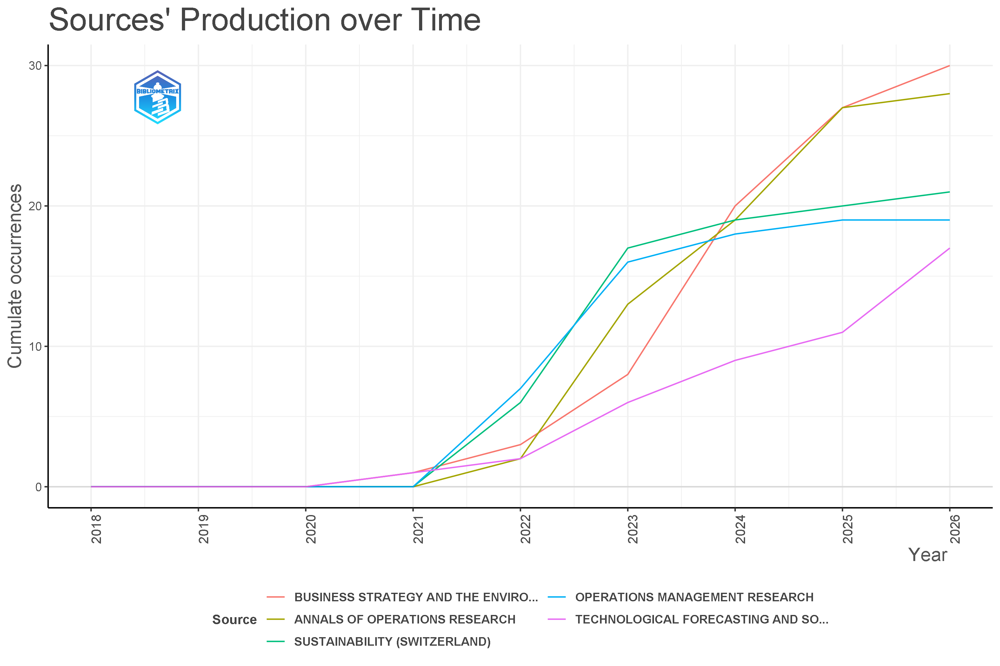 Sources' Production over Time
30
20
10
0
Cumulate occurrences
BIBLIOMETRIX
2018
2019
2020
2021
2022
2023
2024
2025
2026
Year
Source
BUSINESS STRATEGY AND THE ENVIRO...
ANNALS OF OPERATIONS RESEARCH
SUSTAINABILITY (SWITZERLAND)
OPERATIONS MANAGEMENT RESEARCH
TECHNOLOGICAL FORECASTING AND SO...